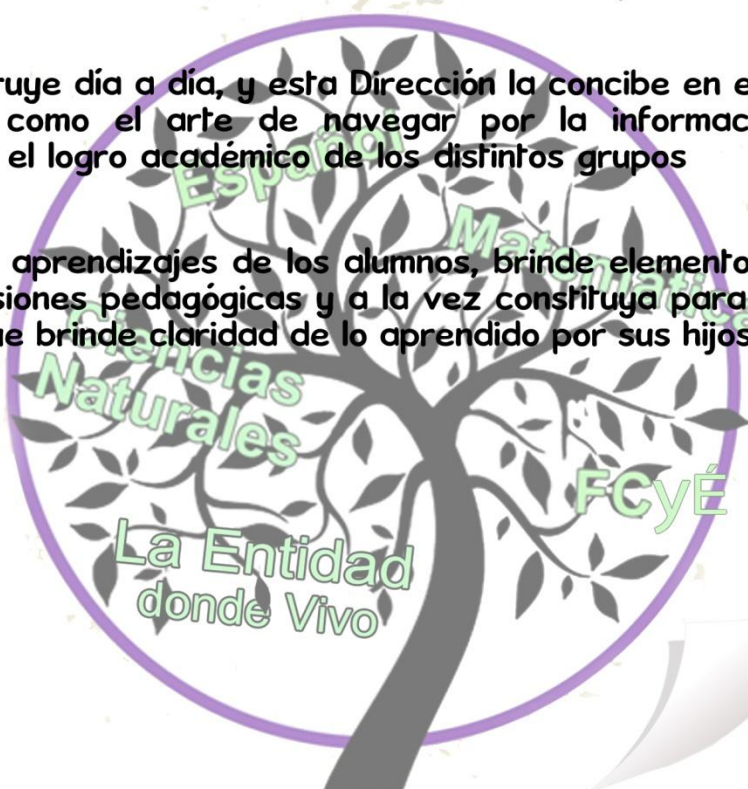 ruye día a día, y esta Dirección la concibe en e
como el arte de navegar por la informac
el logro académico de los distintos grupos
Español
Matemática
aprendizajes de los alumnos, brinde elemento
siones pedagógicas y a la vez constituya para
ue brinde claridad de lo aprendido por sus hijos
Ciencias
Naturales
FCyÉ
La Entidad
donde Vivo